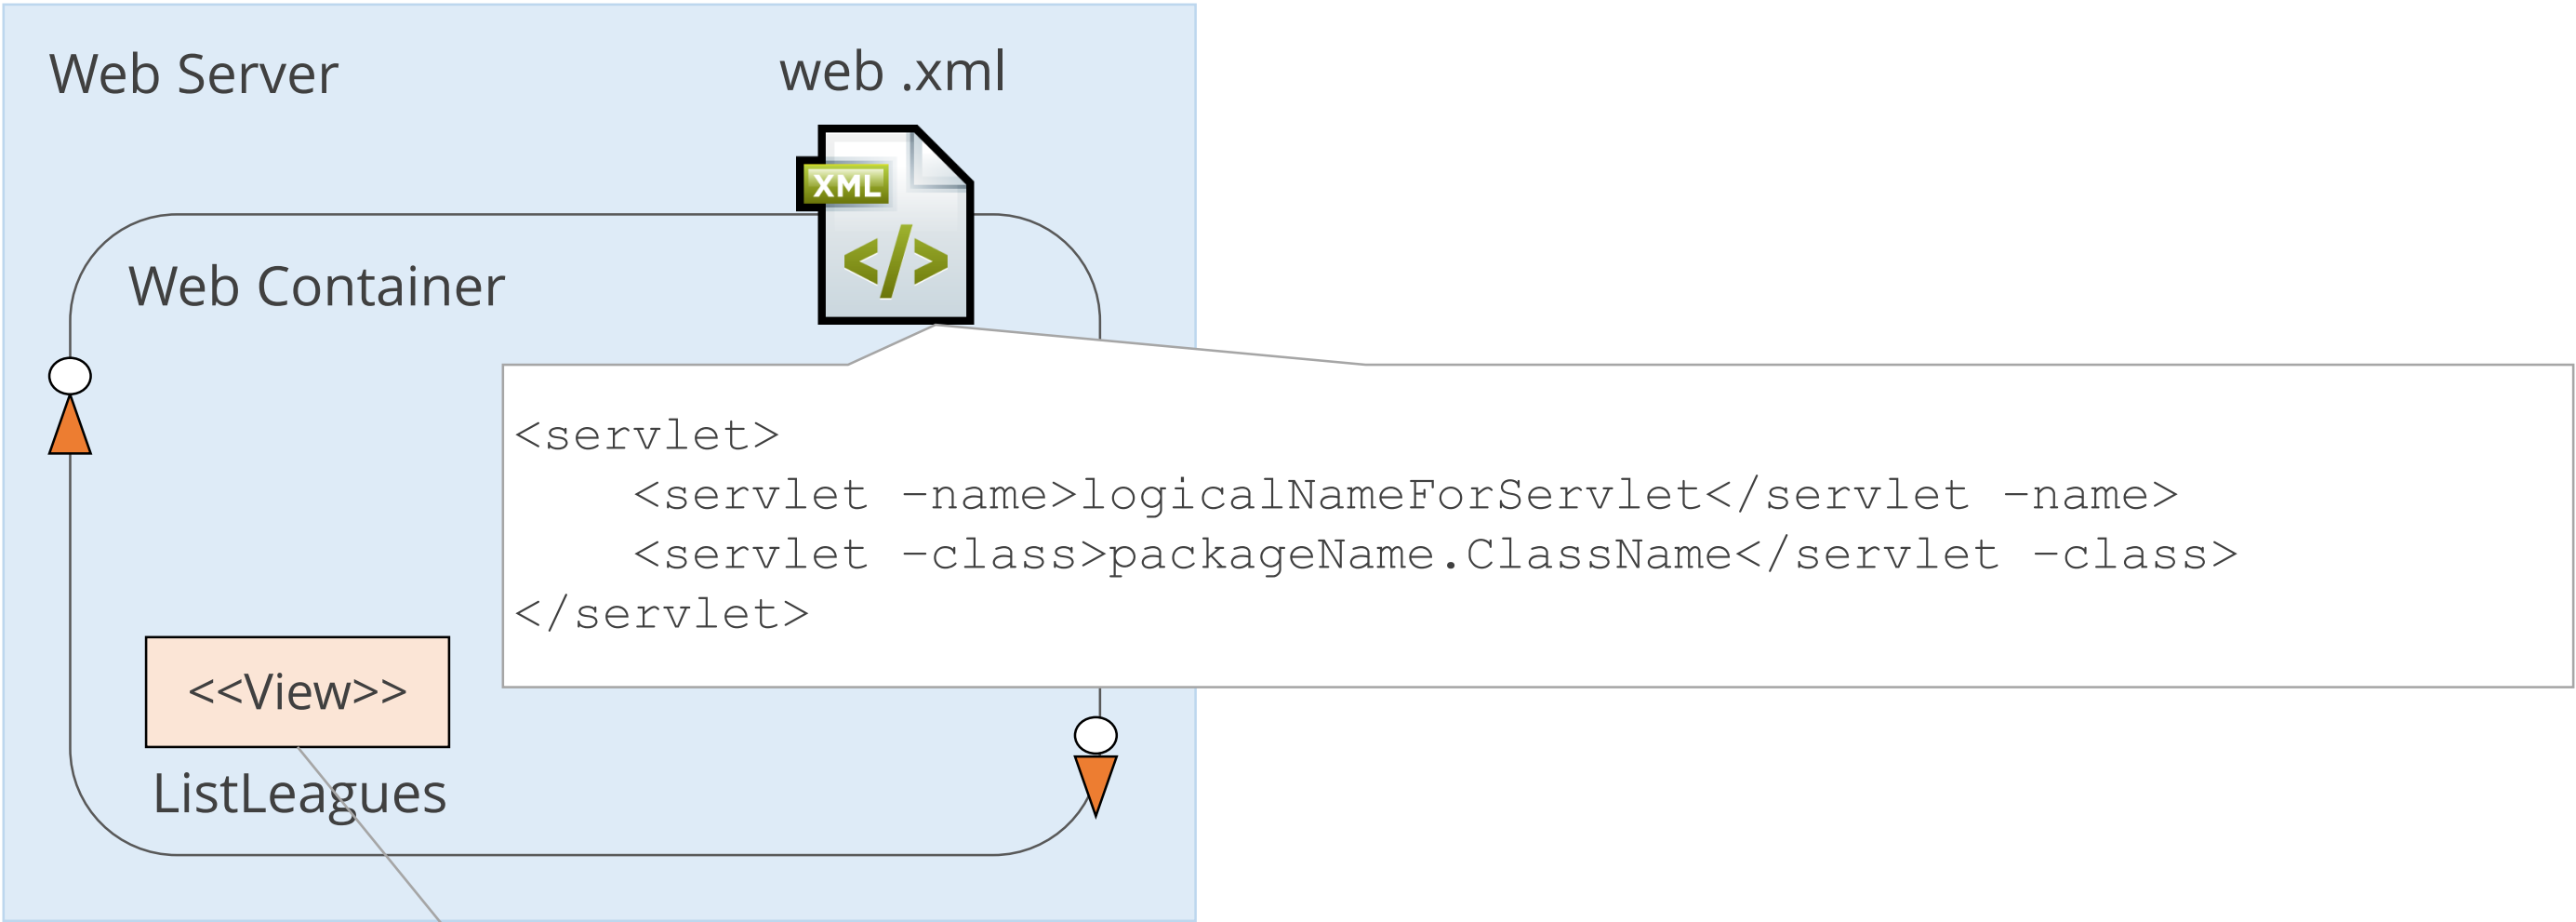 Web Server
web .xml
XML
</>
Web Container
<servlet>
    <servlet -name>logicalNameForServlet</servlet -name>
    <servlet -class>packageName.ClassName</servlet -class>
</servlet>
<<View>>
ListLeagues